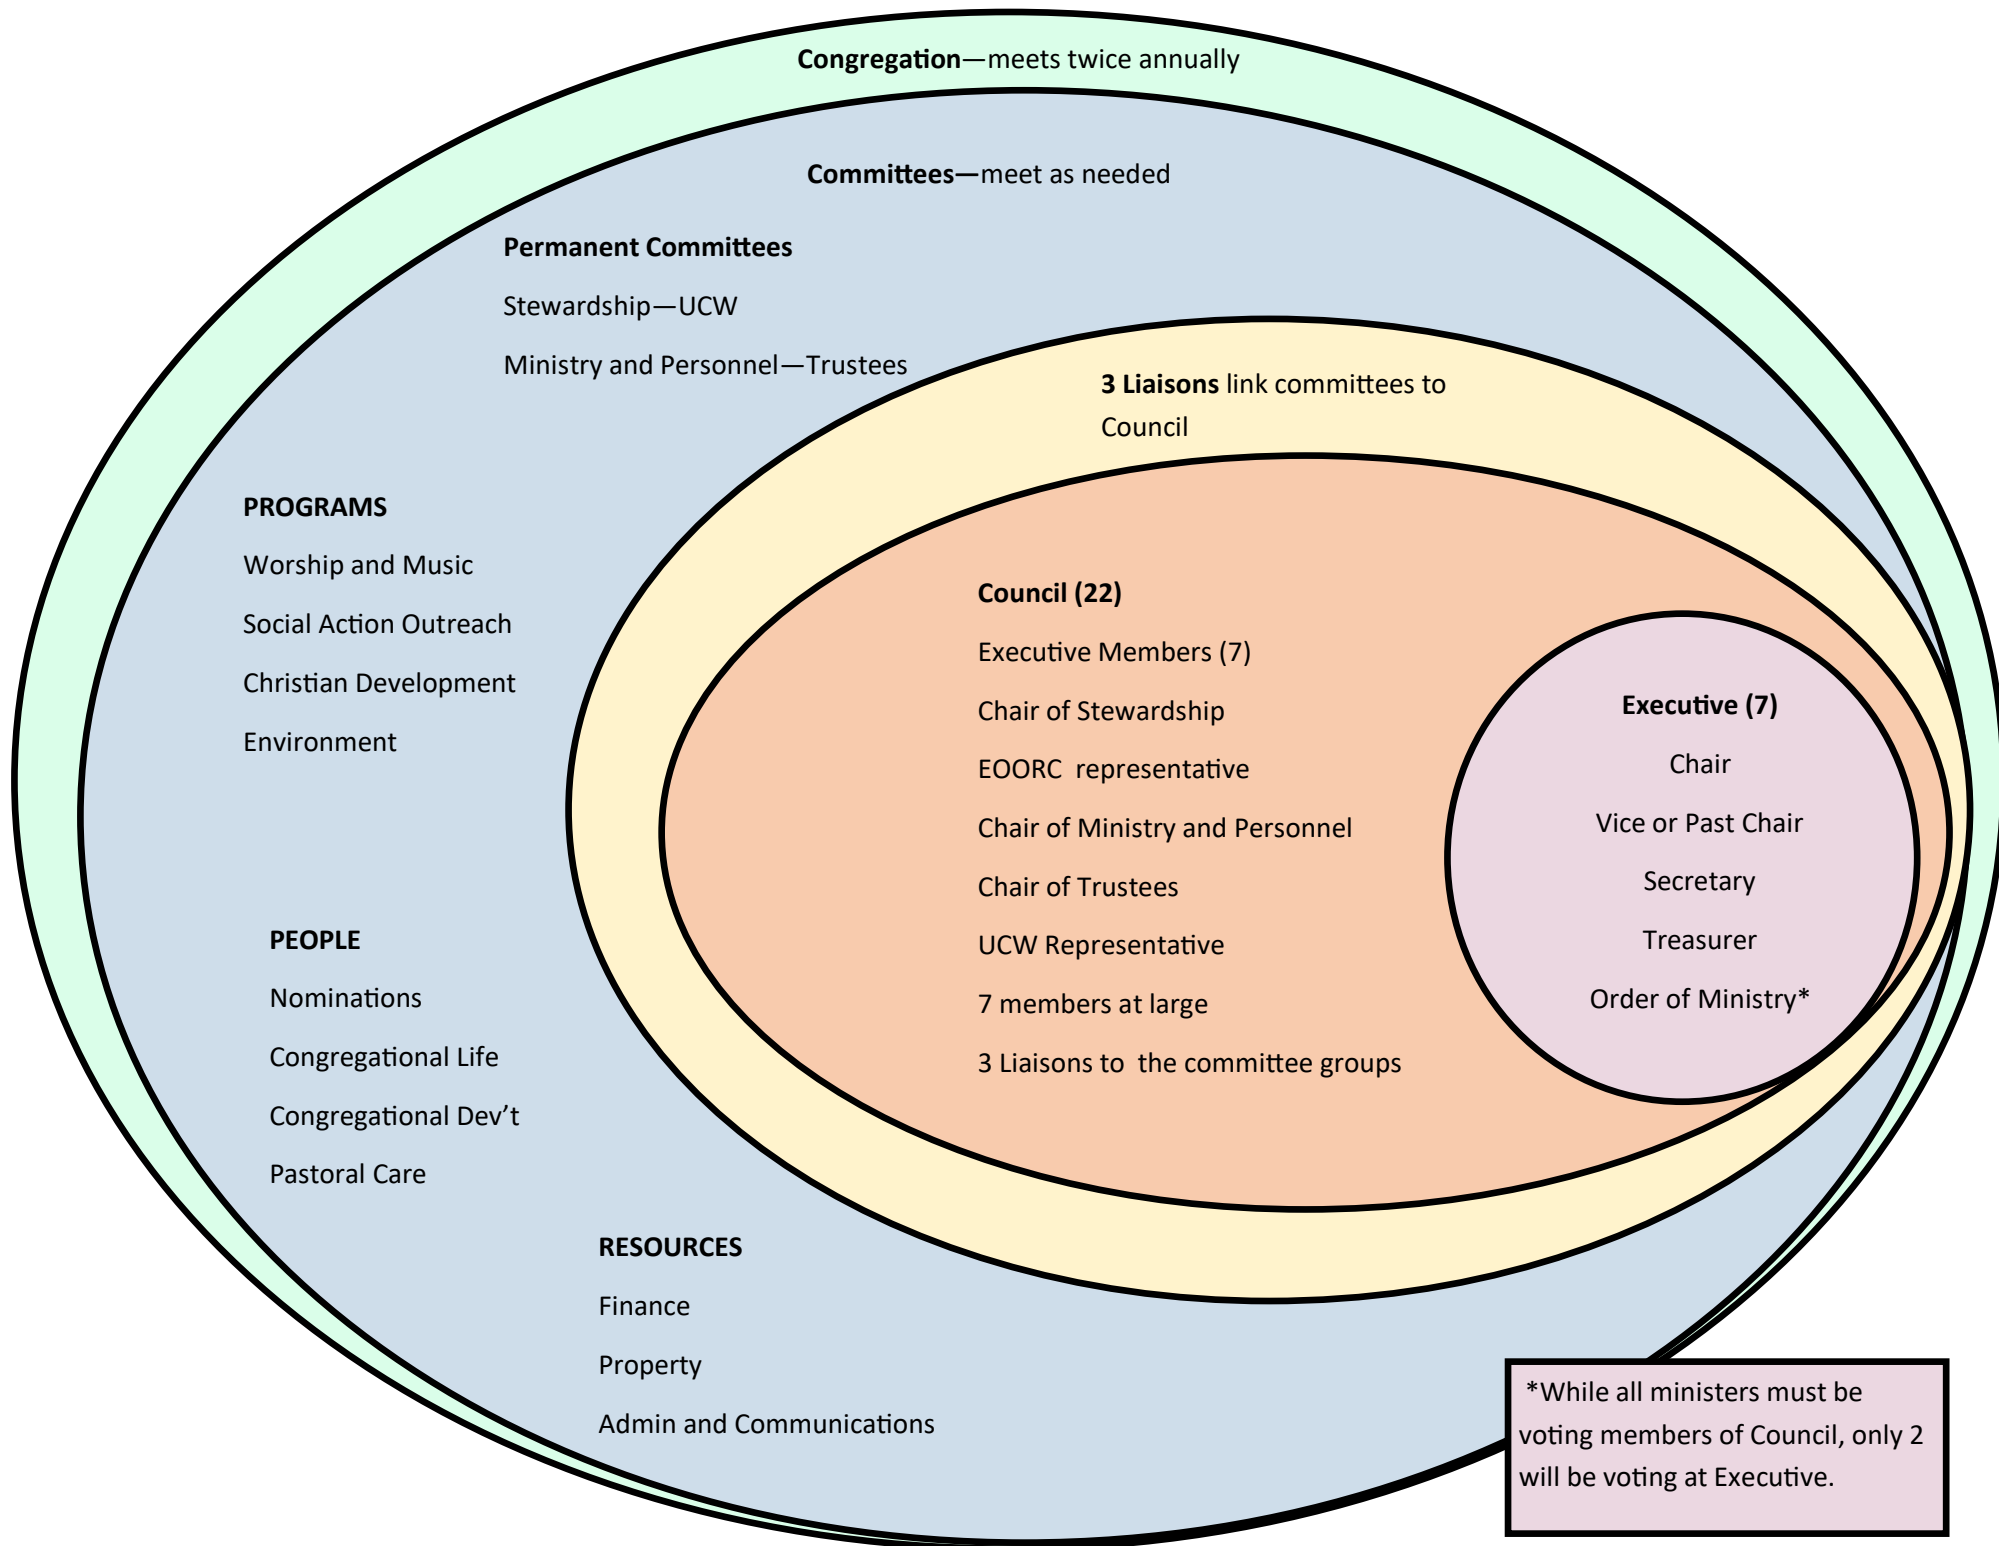 Congregation—meets twice annually
Committees—meet as needed
Permanent Committees
Stewardship—UCW
Ministry and Personnel—Trustees
3 Liaisons link committees to
Council
PROGRAMS
Worship and Music
Social Action Outreach
Christian Development
Environment
Council (22)
Executive Members (7)
Chair of Stewardship
EOORC  representative
Chair of Ministry and Personnel
Chair of Trustees
UCW Representative
7 members at large
3 Liaisons to  the committee groups
Executive (7)
Chair
Vice or Past Chair
Secretary
Treasurer
Order of Ministry*
PEOPLE
Nominations
Congregational Life
Congregational Dev’t
Pastoral Care
RESOURCES
Finance
Property
Admin and Communications
*While all ministers must be
voting members of Council, only 2
will be voting at Executive.